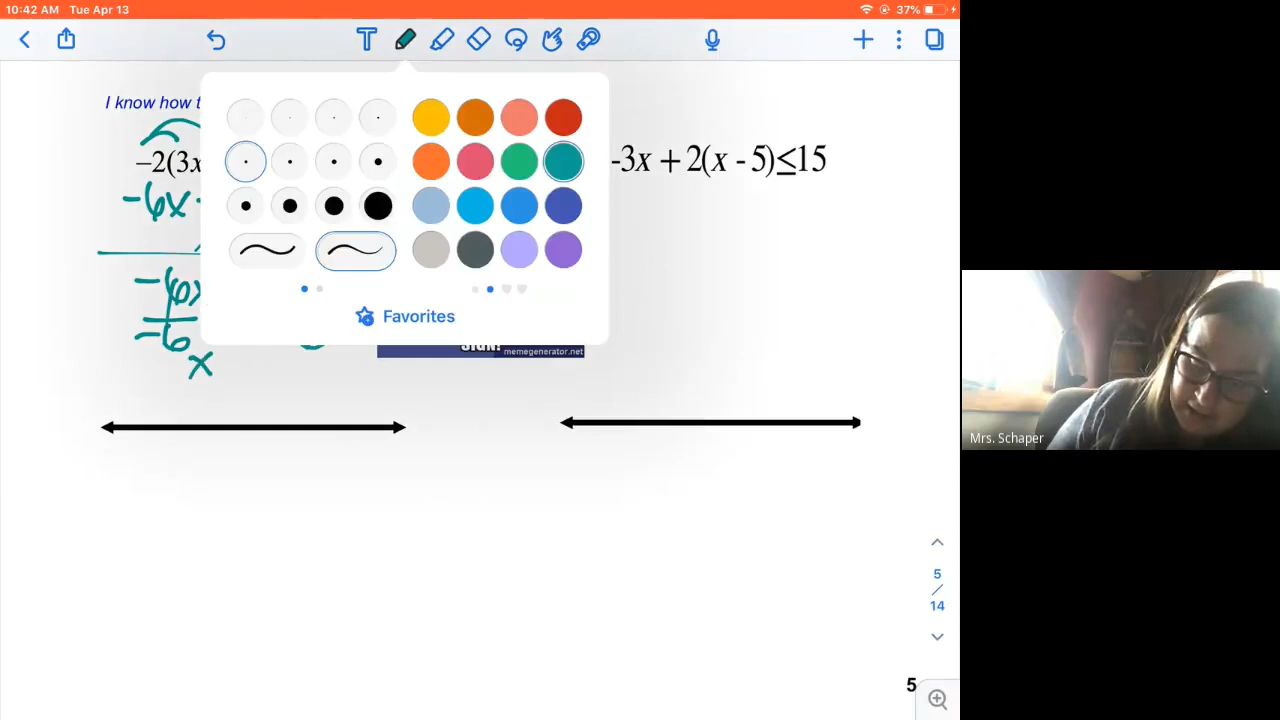 10:42 AM Tue Apr 13
37%
I know how t
−2(3x
-3x + 2(x - 5)≤15
-6x
-6x
-6
x
Favorites
SIGN!
memegenerator.net
Mrs. Schaper
5
/
14
5